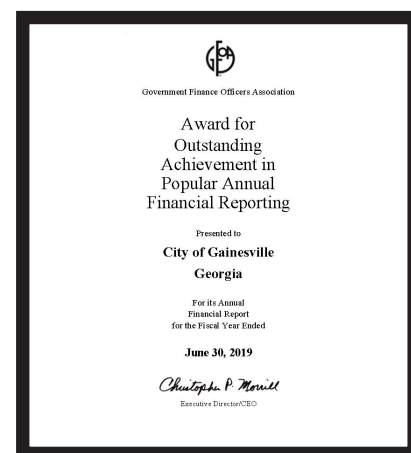 GFOA
Government Finance Officers Association
Award for
Outstanding
Achievement in
Popular Annual
Financial Reporting
Presented to
City of Gainesville
Georgia
For its Annual
Financial Report
for the Fiscal Year Ended
June 30, 2019
Christopher P. Morrill
Executive Director/CEO